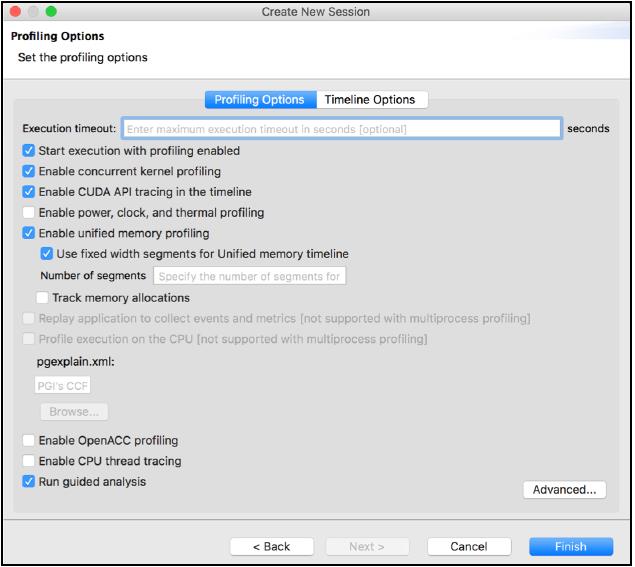 Create New Session
Profiling Options
Set the profiling options
Profiling Options Timeline Options
Execution timeout: Enter maximum execution timeout in seconds [optional] seconds
Start execution with profiling enabled
Enable concurrent kernel profiling
Enable CUDA API tracing in the timeline
Enable power, clock, and thermal profiling
Enable unified memory profiling
Use fixed width segments for Unified memory timeline
Number of segments Specify the number of segments for
Track memory allocations
Replay application to collect events and metrics [not supported with multiprocess profiling]
Profile execution on the CPU [not supported with multiprocess profiling]
pgexplain.xml:
PGI's CCF
Browse...
Enable OpenACC profiling
Enable CPU thread tracing
Run guided analysis
Advanced...
< Back Next > Cancel Finish